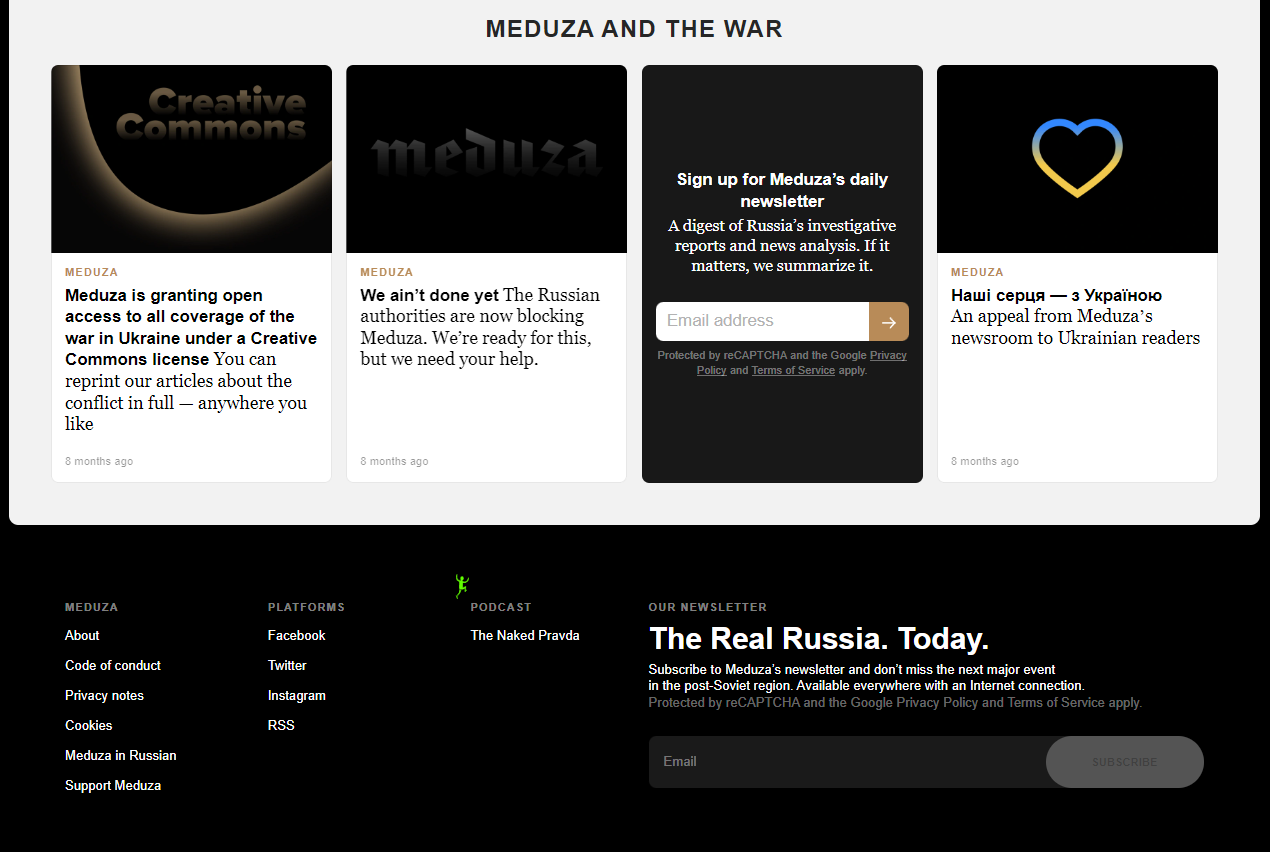 MEDUZA AND THE WAR
Creative
Commons
MEDUZA
Meduza is granting open
access to all coverage of the
war in Ukraine under a Creative
Commons license You can
reprint our articles about the
conflict in full — anywhere you
like
8 months ago
meduza
MEDUZA
We ain’t done yet The Russian
authorities are now blocking
Meduza. We’re ready for this,
but we need your help.
8 months ago
Sign up for Meduza’s daily
newsletter
A digest of Russia’s investigative
reports and news analysis. If it
matters, we summarize it.
Email address
Protected by reCAPTCHA and the Google Privacy
Policy and Terms of Service apply.
MEDUZA
Наші серця — з Україною
An appeal from Meduza’s
newsroom to Ukrainian readers
8 months ago
MEDUZA
About
Code of conduct
Privacy notes
Cookies
Meduza in Russian
Support Meduza
PLATFORMS
Facebook
Twitter
Instagram
RSS
PODCAST
The Naked Pravda
OUR NEWSLETTER
The Real Russia. Today.
Subscribe to Meduza’s newsletter and don’t miss the next major event
in the post-Soviet region. Available everywhere with an Internet connection.
Protected by reCAPTCHA and the Google Privacy Policy and Terms of Service apply.
Email
SUBSCRIBE